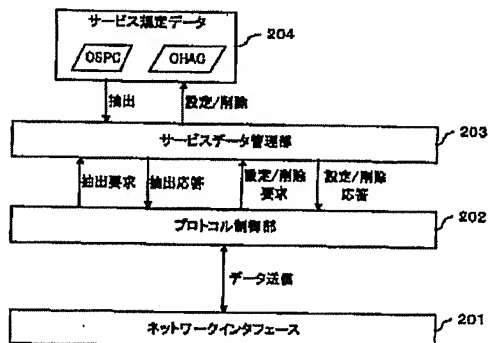 サービス規定データ
OSPC
OHAG
204
抽出
設定/削除
サービスデータ管理部
203
抽出要求
抽出応答
設定/削除
要求
設定/削除
応答
プロトコル制御部
202
データ送信
ネットワークインタフェース
201